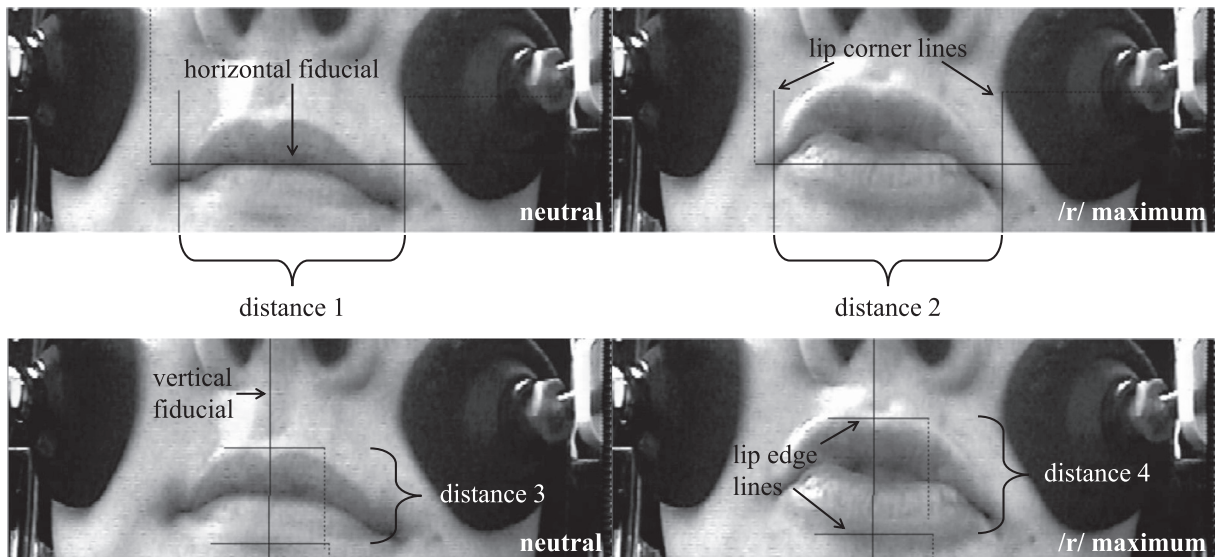 horizontal fiducial
neutral
lip corner lines
/r/ maximum
distance 1
distance 2
vertical
fiducial
distance 3
neutral
lip edge
lines
distance 4
/r/ maximum